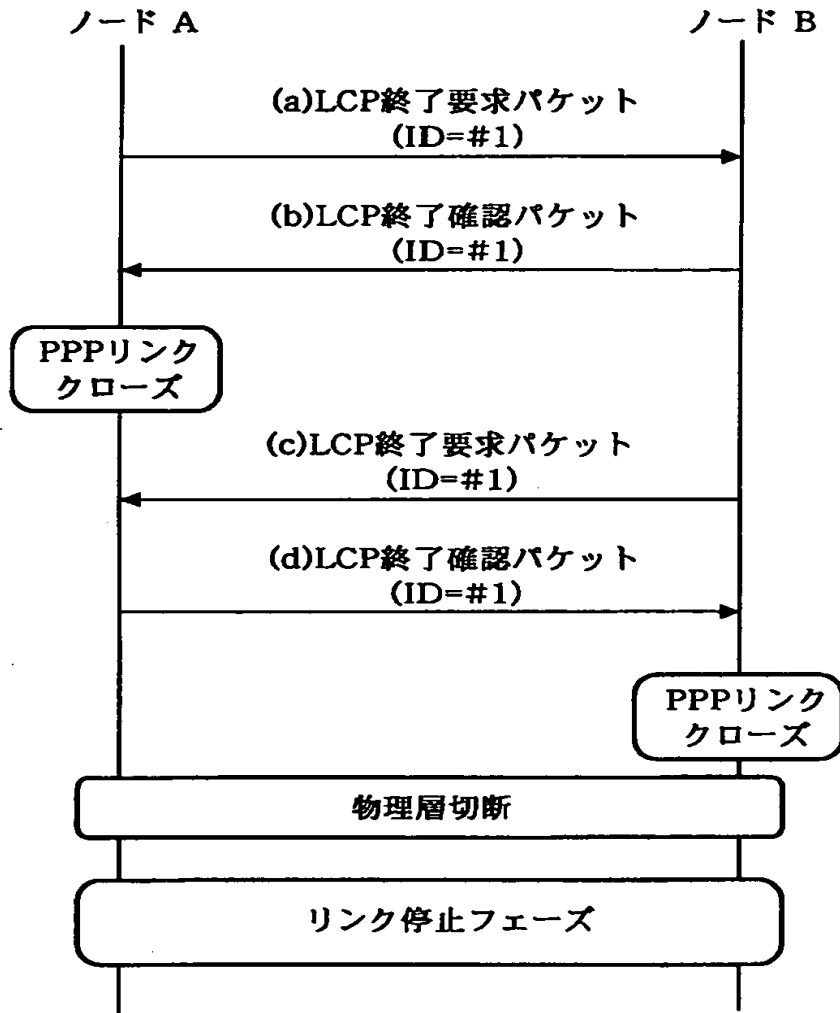 ノード A
ノード B
(a)LCP終了要求パケット
(ID=#1)
(b)LCP終了確認パケット
(ID=#1)
PPPリンク
クローズ
(c)LCP終了要求パケット
(ID=#1)
(d)LCP終了確認パケット
(ID=#1)
PPPリンク
クローズ
物理層切断
リンク停止フェーズ